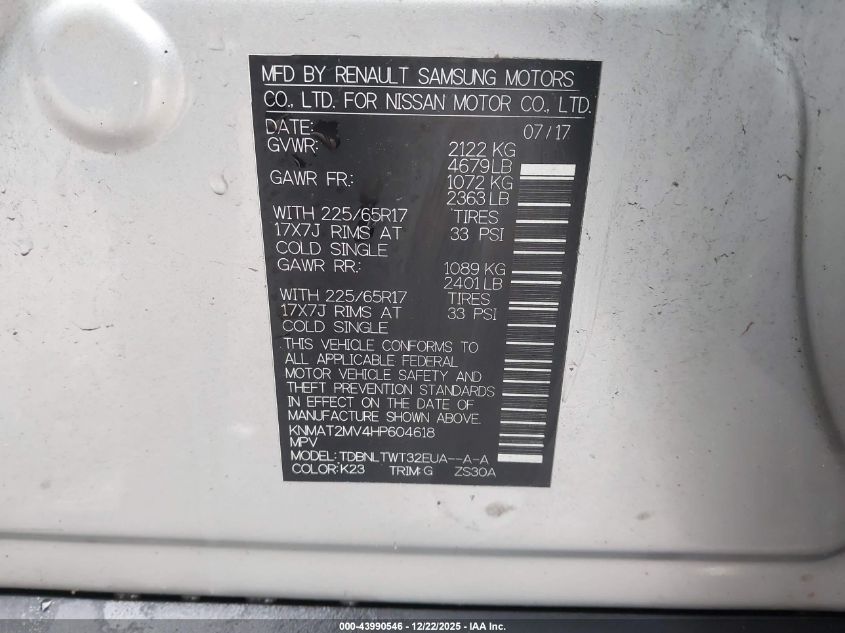 MFD BY RENAULT SAMSUNG MOTORS
CO., LTD. FOR NISSAN MOTOR CO., LTD.
DATE: 07/17
GVWR: 2122 KG
4679LB
GAWR FR: 1072 KG
2363LB
WITH 225/65R17 TIRES
17X7J RIMS AT 33 PSI
COLD SINGLE
GAWR RR: 1089 KG
2401LB
WITH 225/65R17 TIRES
17X7J RIMS AT 33 PSI
COLD SINGLE
THIS VEHICLE CONFORMS TO
ALL APPLICABLE FEDERAL
MOTOR VEHICLE SAFETY AND
THEFT PREVENTION STANDARDS
IN EFFECT ON THE DATE OF
MANUFACTURE SHOWN ABOVE.
KNMAT2MV4HP604618
MPV
MODEL: TDBNLTWT32EUA--A-A
COLOR: K23 TRIM: G ZS30A
000-43990546 • 12/22/2025 • IAA Inc.